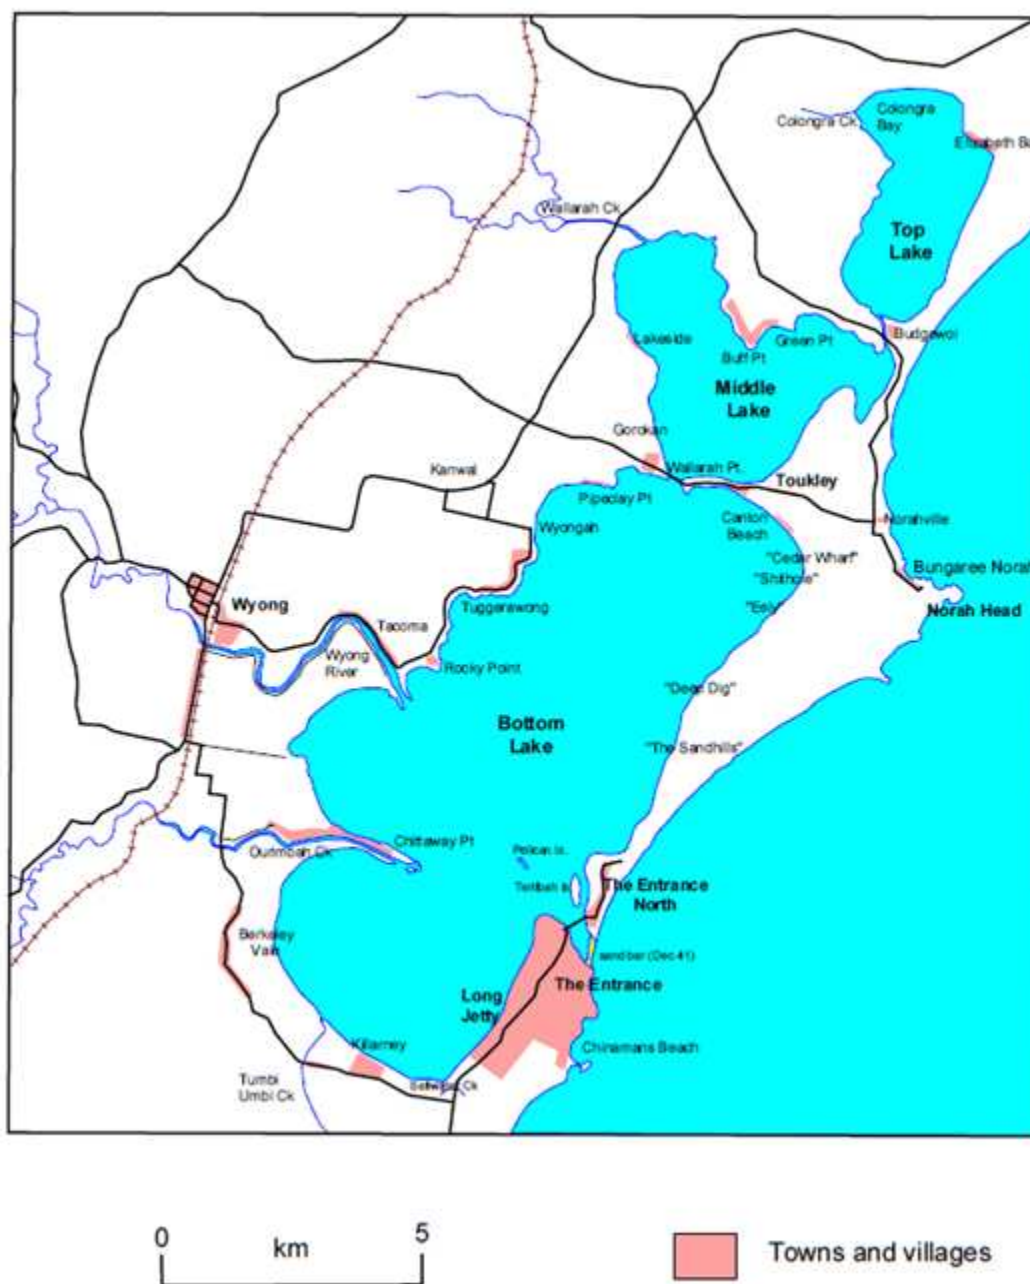 Colongra
Bay
Colongra Ck
Elizabeth Ba
Wallarah Ck
Top
Lake
Budgewoi
Lakeside
Green Pt
Buff Pt
Middle
Lake
Gorokan
Wallarah Pt.
Kanwal
Toukley
Pipeclay Pt
Canton
Beach
Norahville
Wyongah
"Cedar Wharf"
Bungaree Norah
"Shithole"
Wyong
Tuggerawong
"Eely"
Norah Head
Tacoma
Wyong
River
Rocky Point
"Deep Dig"
Bottom
Lake
"The Sandhills"
Chittaway Pt
Ourimbah Ck
Pelican Is.
The Entrance
North
Berkeley
Vale
sand bar (Dec 41)
The Entrance
Long
Jetty
Killarney
Chinamans Beach
Tumbi
Umbi Ck
0
5
km
Towns and villages